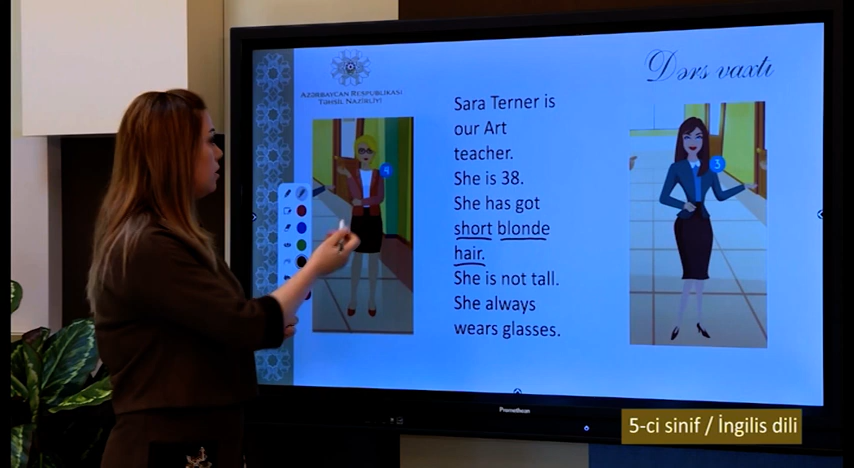 AZƏRBAYCAN RESPUBLİKASI
TƏHSİL NAZİRLİYİ
Dərs vaxtı
Sara Terner is
our Art
teacher.
She is 38.
She has got
short blonde
hair.
She is not tall.
She always
wears glasses.
4
3
Promethean
5-ci sinif / İngilis dili